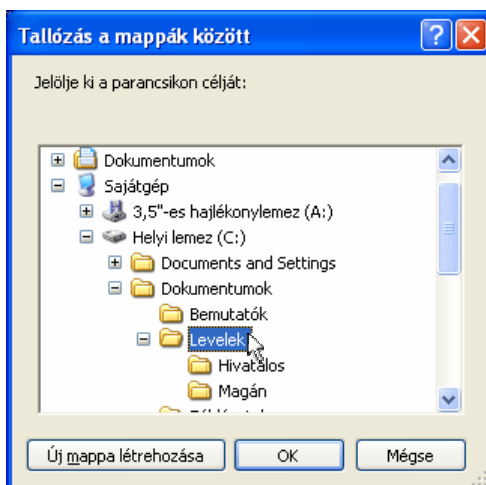 Tallózás a mappák között
Jelölje ki a parancsikon célját:
Dokumentumok
Sajátgép
3,5"-es hajlékonylemez (A:)
Helyi lemez (C:)
Documents and Settings
Dokumentumok
Bemutatók
Levelek
Hivatalos
Magán
Új mappa létrehozása OK Mégse